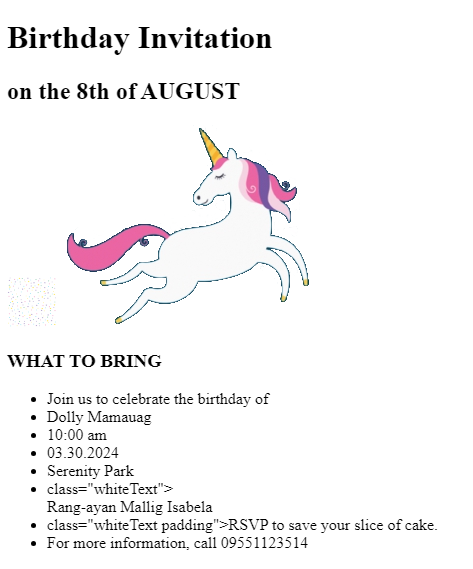 Birthday Invitation
on the 8th of AUGUST
WHAT TO BRING
Join us to celebrate the birthday of
Dolly Mamauag
10:00 am
03.30.2024
Serenity Park
class="whiteText">
Rang-ayan Mallig Isabela
class="whiteText padding">RSVP to save your slice of cake.
For more information, call 09551123514